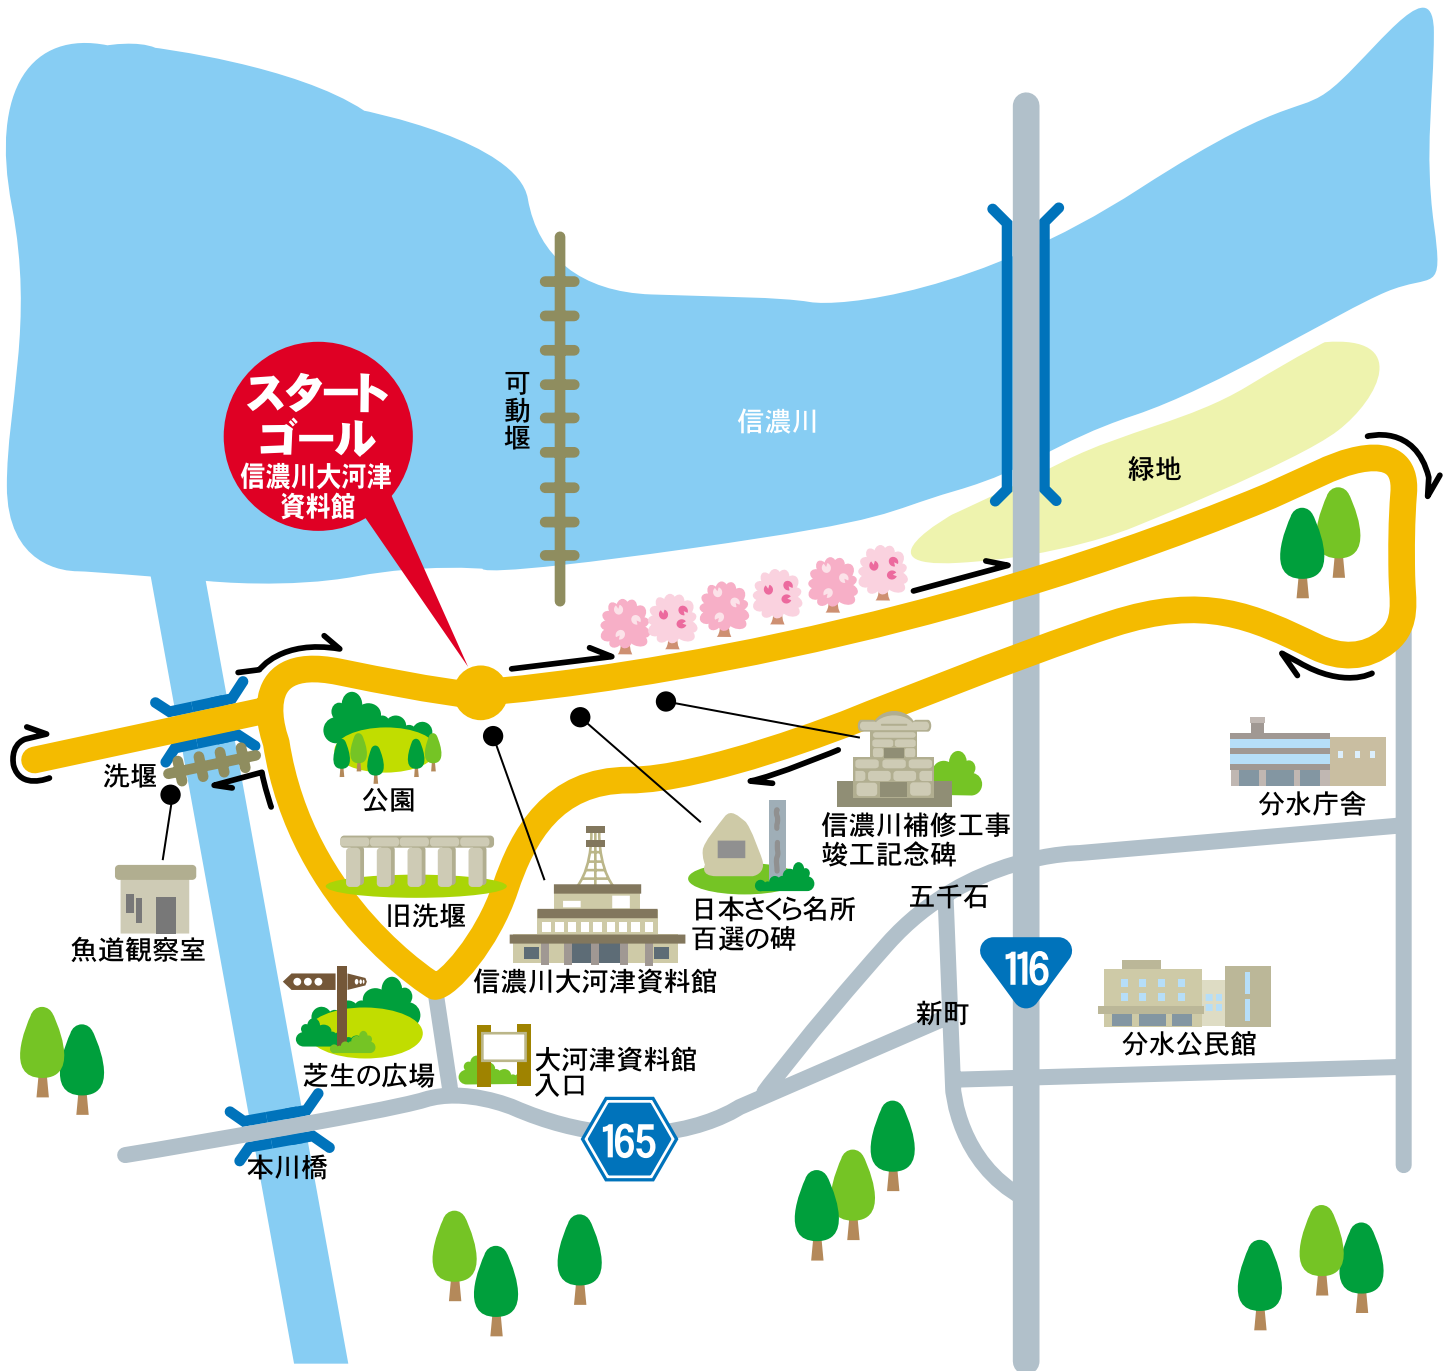 スタート
ゴール
信濃川大河津
資料館
可動堰
信濃川
緑地
洗堰
公園
旧洗堰
魚道観察室
信濃川大河津資料館
日本さくら名所
百選の碑
信濃川補修工事
竣工記念碑
分水庁舎
五千石
116
新町
分水公民館
芝生の広場
大河津資料館
入口
165
本川橋